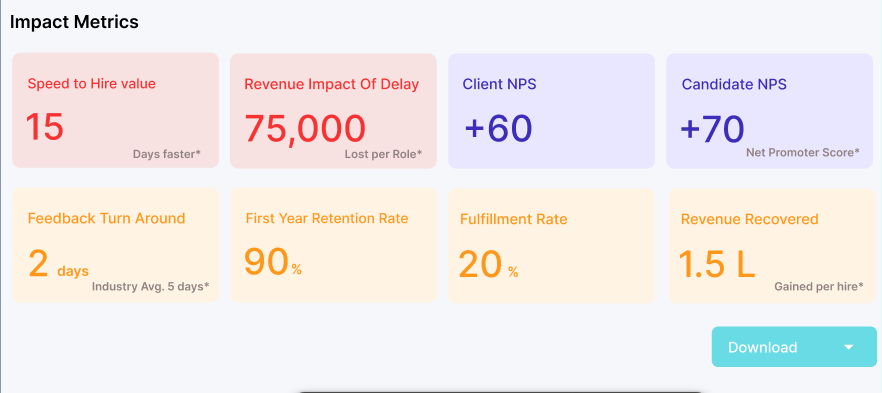 Impact Metrics
Speed to Hire value
15
Days faster*
Revenue Impact Of Delay
75,000
Lost per Role*
Client NPS
+60
Candidate NPS
+70
Net Promoter Score*
Feedback Turn Around
2 days
Industry Avg. 5 days*
First Year Retention Rate
90 %
Fulfillment Rate
20 %
Revenue Recovered
1.5 L
Gained per hire*
Download